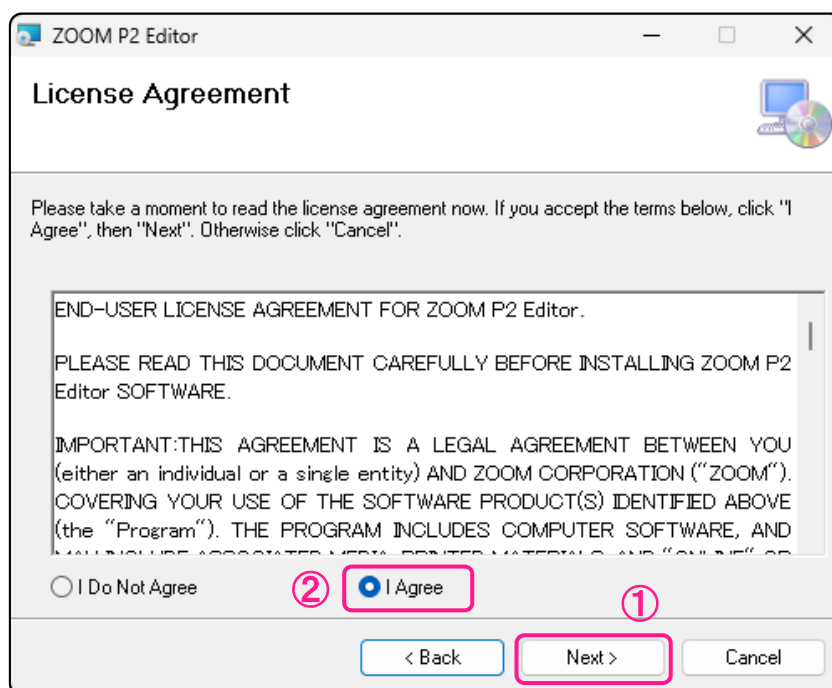 ZOOM P2 Editor
License Agreement
Please take a moment to read the license agreement now. If you accept the terms below, click "I
Agree", then "Next". Otherwise click "Cancel".
END-USER LICENSE AGREEMENT FOR ZOOM P2 Editor.
PLEASE READ THIS DOCUMENT CAREFULLY BEFORE INSTALLING ZOOM P2
Editor SOFTWARE.
IMPORTANT:THIS AGREEMENT IS A LEGAL AGREEMENT BETWEEN YOU
(either an individual or a single entity) AND ZOOM CORPORATION ("ZOOM").
COVERING YOUR USE OF THE SOFTWARE PRODUCT(S) IDENTIFIED ABOVE
(the "Program"). THE PROGRAM INCLUDES COMPUTER SOFTWARE, AND
I Do Not Agree ② I Agree
①
< Back Next > Cancel